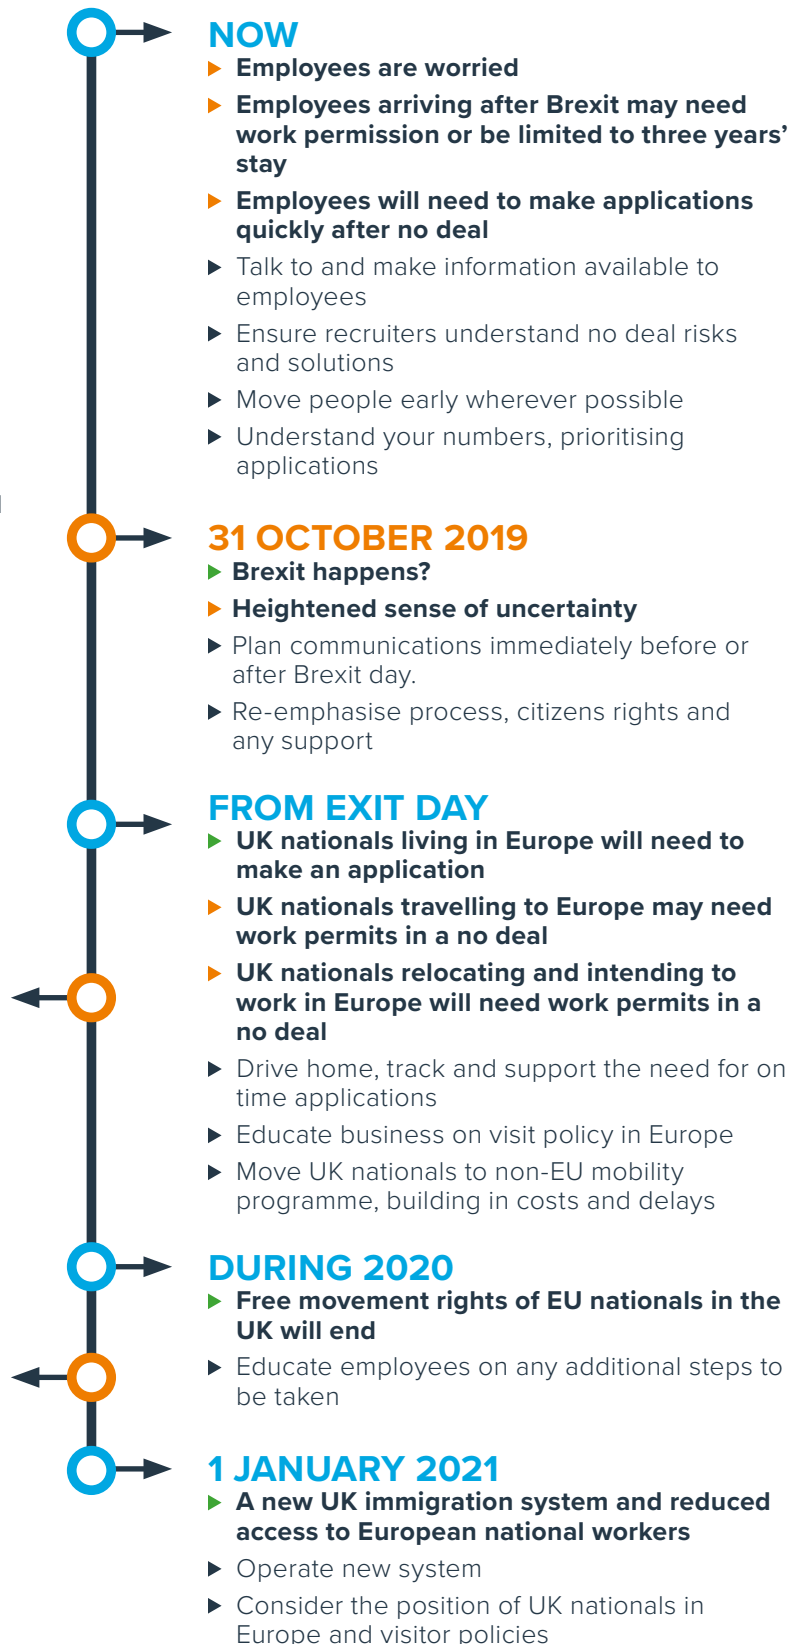 NOW
Employees are worried
Employees arriving after Brexit may need
work permission or be limited to three years’
stay
Employees will need to make applications
quickly after no deal
Talk to and make information available to
employees
Ensure recruiters understand no deal risks
and solutions
Move people early wherever possible
Understand your numbers, prioritising
applications
31 OCTOBER 2019
Brexit happens?
Heightened sense of uncertainty
Plan communications immediately before or
after Brexit day.
Re-emphasise process, citizens rights and
any support
FROM EXIT DAY
UK nationals living in Europe will need to
make an application
UK nationals travelling to Europe may need
work permits in a no deal
UK nationals relocating and intending to
work in Europe will need work permits in a
no deal
Drive home, track and support the need for on
time applications
Educate business on visit policy in Europe
Move UK nationals to non-EU mobility
programme, building in costs and delays
DURING 2020
Free movement rights of EU nationals in the
UK will end
Educate employees on any additional steps to
be taken
1 JANUARY 2021
A new UK immigration system and reduced
access to European national workers
Operate new system
Consider the position of UK nationals in
Europe and visitor policies